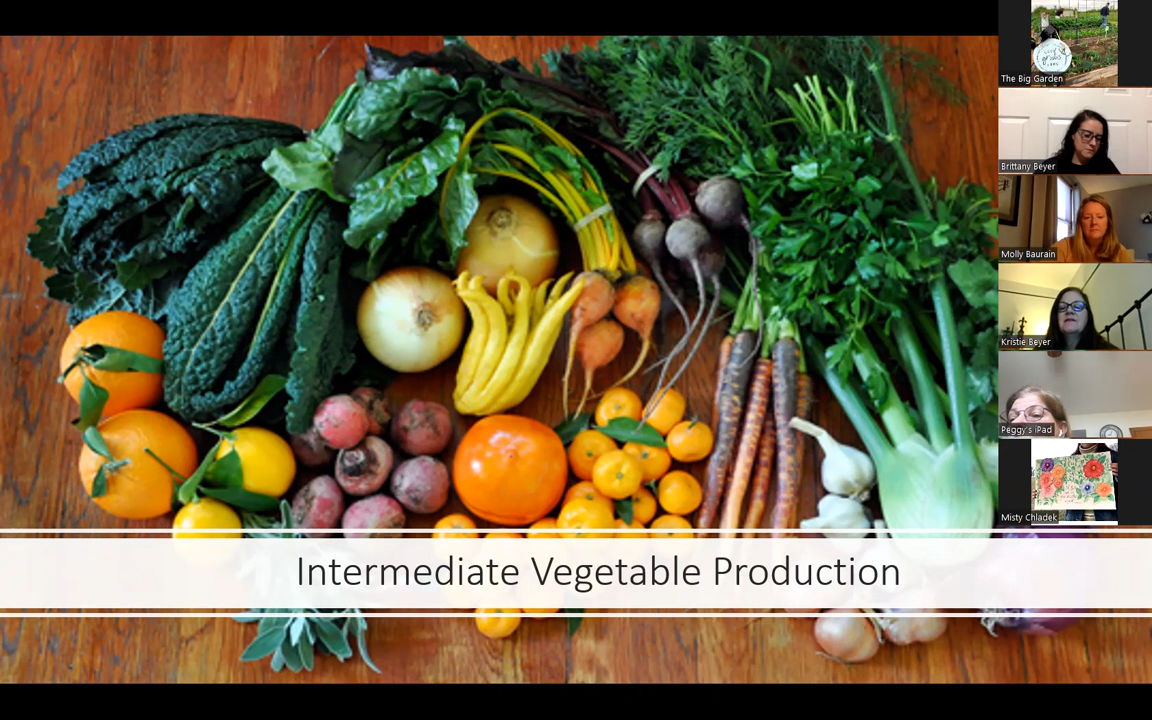 The Big Garden
Brittany Beyer
Molly Baurain
Kristie Beyer
Peggy's iPad
Misty Chladek
Intermediate Vegetable Production